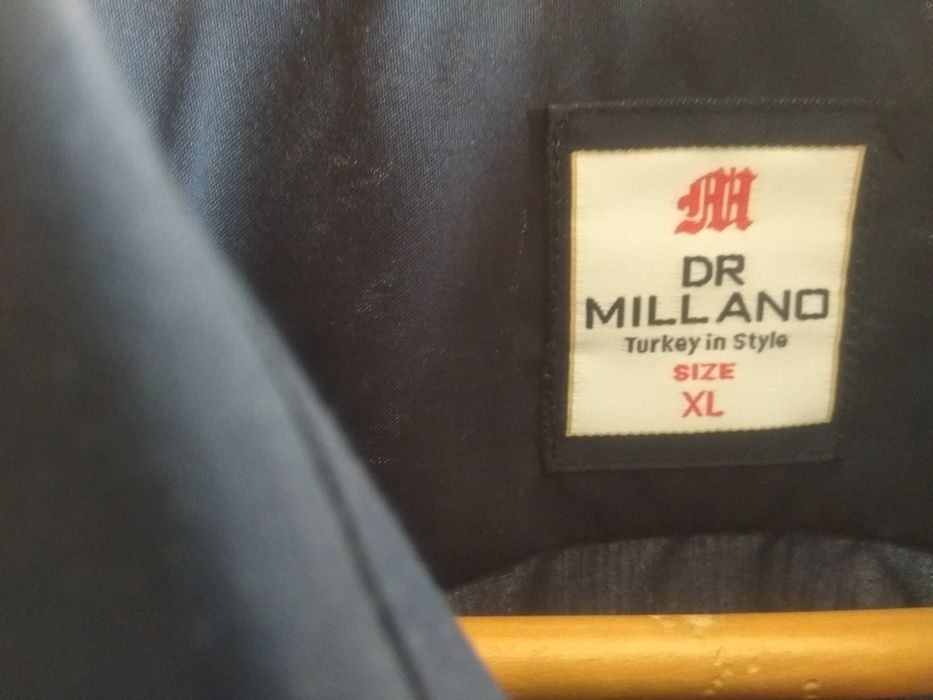 M
DR
MILLANO
Turkey in Style
SIZE
XL